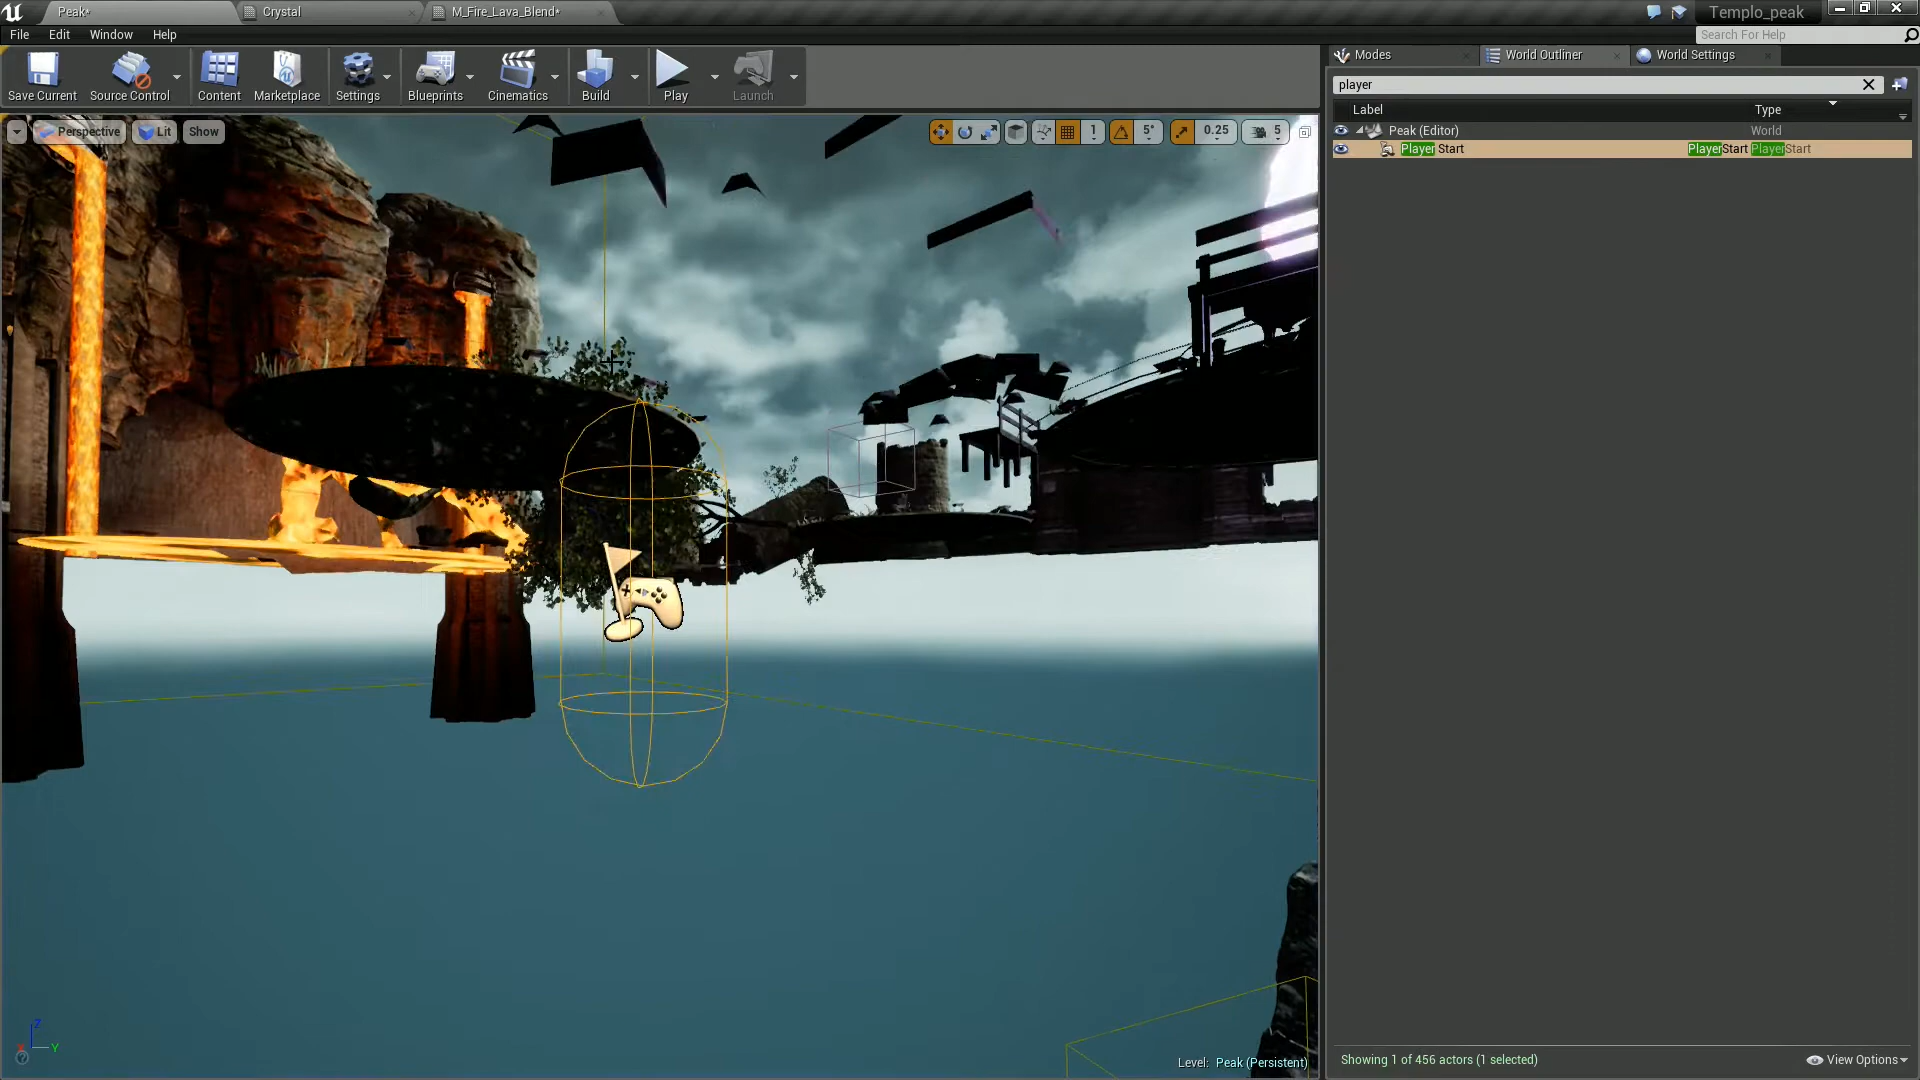 Peak*
Crystal
M_Fire_Lava_Blend*
Templo_peak
File Edit Window Help
Search For Help
Save Current
Source Control
Content
Marketplace
Settings
Blueprints
Cinematics
Build
Play
Launch
Modes
World Outliner
World Settings
player
Label Type
Peak (Editor) World
Player Start PlayerStart PlayerStart
Perspective
Lit
Show
1
5°
0.25
5
Z
X
Y
Level: Peak (Persistent)
Showing 1 of 456 actors (1 selected)
View Options